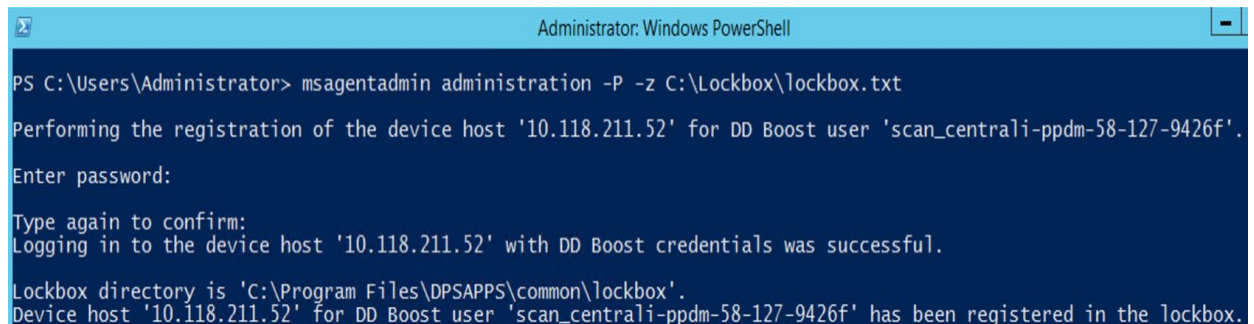 Administrator: Windows PowerShell
PS C:\Users\Administrator> msagentadmin administration -P -z C:\Lockbox\lockbox.txt
Performing the registration of the device host '10.118.211.52' for DD Boost user 'scan_centrali-ppdm-58-127-9426f'.
Enter password:
Type again to confirm:
Logging in to the device host '10.118.211.52' with DD Boost credentials was successful.
Lockbox directory is 'C:\Program Files\DPSAPPS\common\lockbox'.
Device host '10.118.211.52' for DD Boost user 'scan_centrali-ppdm-58-127-9426f' has been registered in the lockbox.